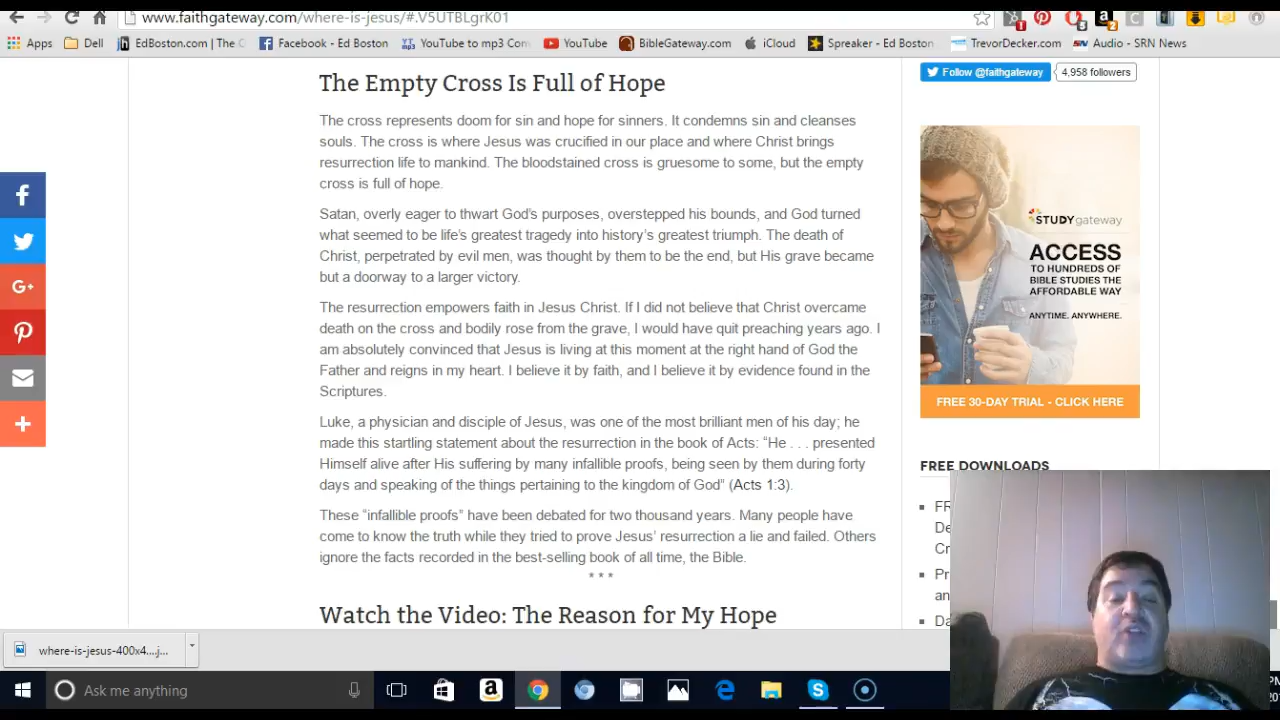 www.faithgateway.com/where-is-jesus/#.V5UTBLgrK01
Apps Dell EdBoston.com | The C Facebook - Ed Boston YouTube to mp3 Con YouTube BibleGateway.com iCloud Spreaker - Ed Boston TrevorDecker.com Audio - SRN News
The Empty Cross Is Full of Hope
The cross represents doom for sin and hope for sinners. It condemns sin and cleanses
souls. The cross is where Jesus was crucified in our place and where Christ brings
resurrection life to mankind. The bloodstained cross is gruesome to some, but the empty
cross is full of hope.
Satan, overly eager to thwart God's purposes, overstepped his bounds, and God turned
what seemed to be life's greatest tragedy into history's greatest triumph. The death of
Christ, perpetrated by evil men, was thought by them to be the end, but His grave became
but a doorway to a larger victory.
The resurrection empowers faith in Jesus Christ. If I did not believe that Christ overcame
death on the cross and bodily rose from the grave, I would have quit preaching years ago. I
am absolutely convinced that Jesus is living at this moment at the right hand of God the
Father and reigns in my heart. I believe it by faith, and I believe it by evidence found in the
Scriptures.
Luke, a physician and disciple of Jesus, was one of the most brilliant men of his day; he
made this startling statement about the resurrection in the book of Acts: “He . . . presented
Himself alive after His suffering by many infallible proofs, being seen by them during forty
days and speaking of the things pertaining to the kingdom of God” (Acts 1:3).
These “infallible proofs” have been debated for two thousand years. Many people have
come to know the truth while they tried to prove Jesus’ resurrection a lie and failed. Others
ignore the facts recorded in the best-selling book of all time, the Bible.
* * *
Watch the Video: The Reason for My Hope
Follow @faithgateway 4,958 followers
STUDYgateway
ACCESS
TO HUNDREDS OF
BIBLE STUDIES THE
AFFORDABLE WAY
ANYTIME. ANYWHERE.
FREE 30-DAY TRIAL - CLICK HERE
FREE DOWNLOADS
FR
De
Cr
Pr
an
Da
where-is-jesus-400x4....j...
Ask me anything